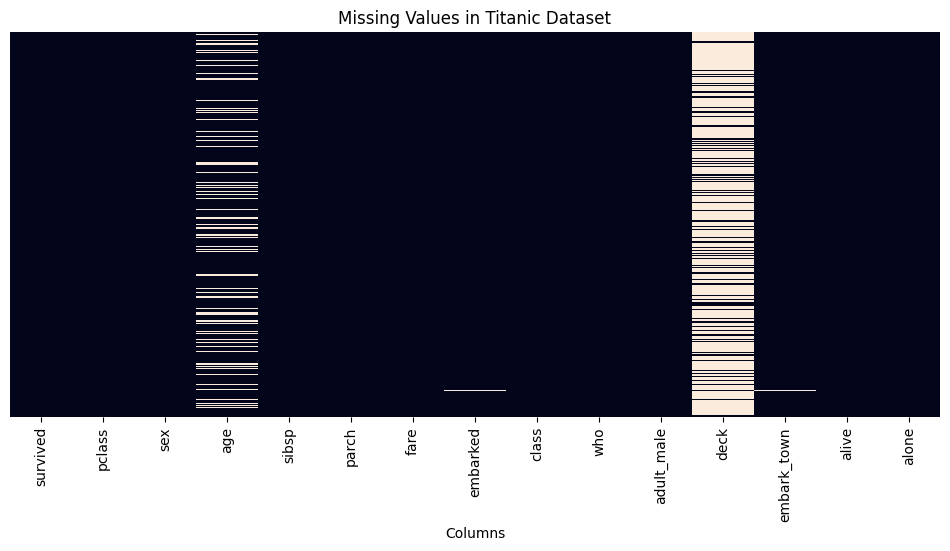 Missing Values in Titanic Dataset
survived
pclass
sex
age
sibsp
parch
fare
embarked
class
who
adult_male
deck
embark_town
alive
alone
Columns